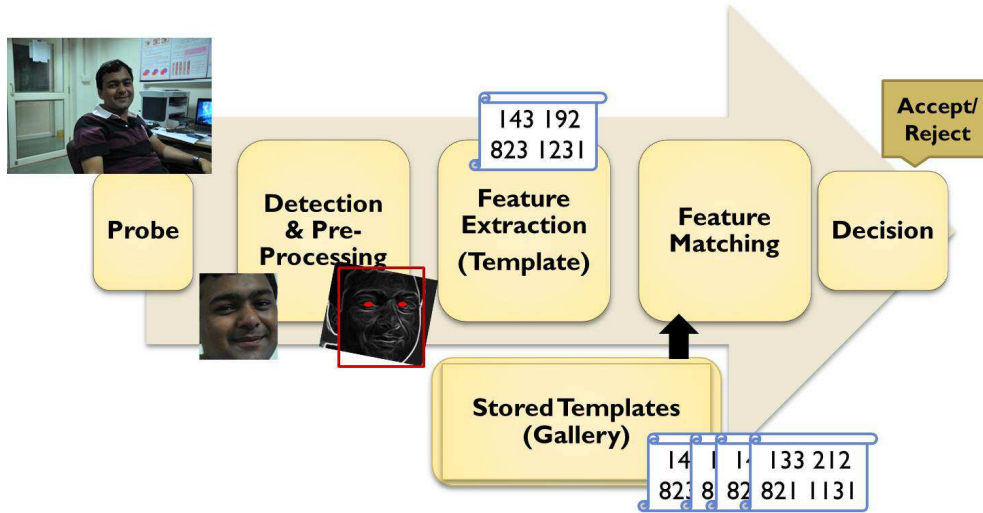 Probe
Detection
& Pre-
Processing
143 192
823 1231
Feature
Extraction
(Template)
Feature
Matching
Decision
Accept/
Reject
Stored Templates
(Gallery)
133 212
821 1131